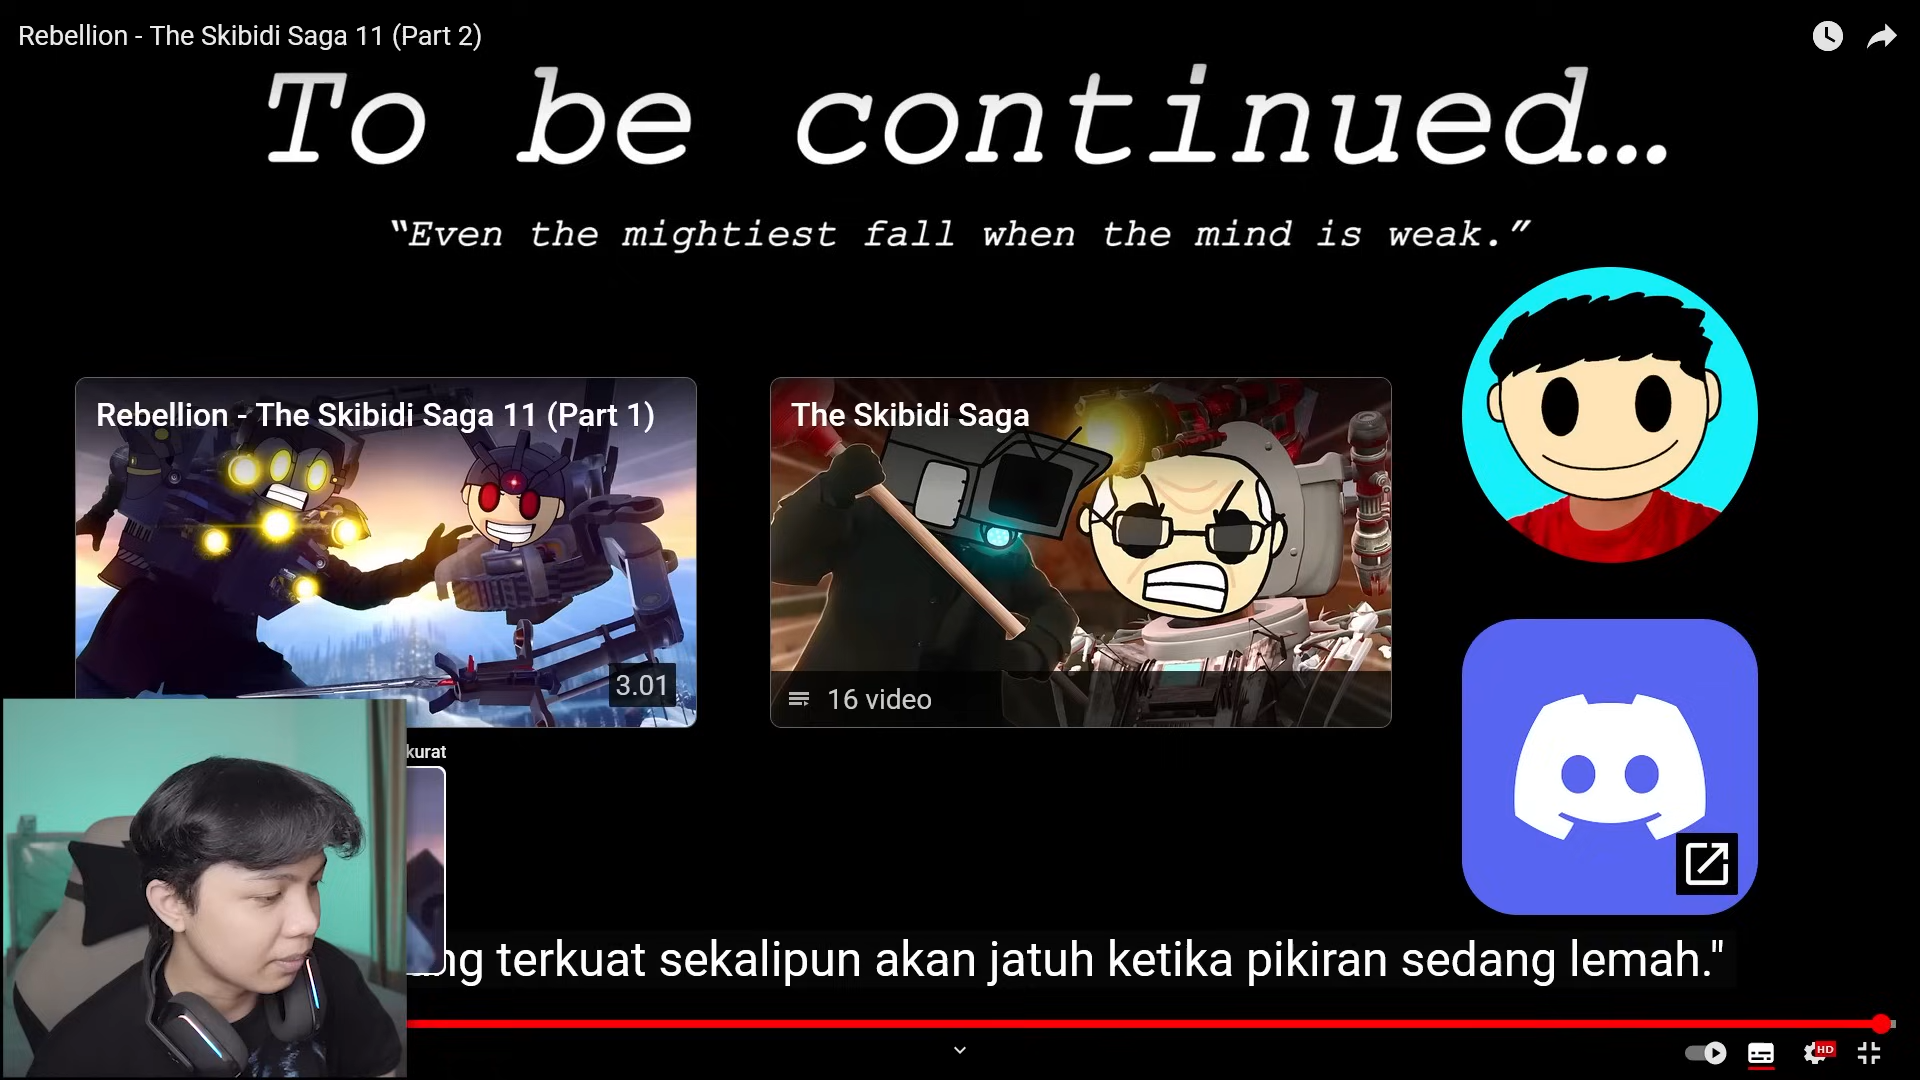 Rebellion - The Skibidi Saga 11 (Part 2)
To be continued...
“Even the mightiest fall when the mind is weak.”
Rebellion - The Skibidi Saga 11 (Part 1)
The Skibidi Saga
3.01
16 video
terkuat sekalipun akan jatuh ketika pikiran sedang lemah."
HD